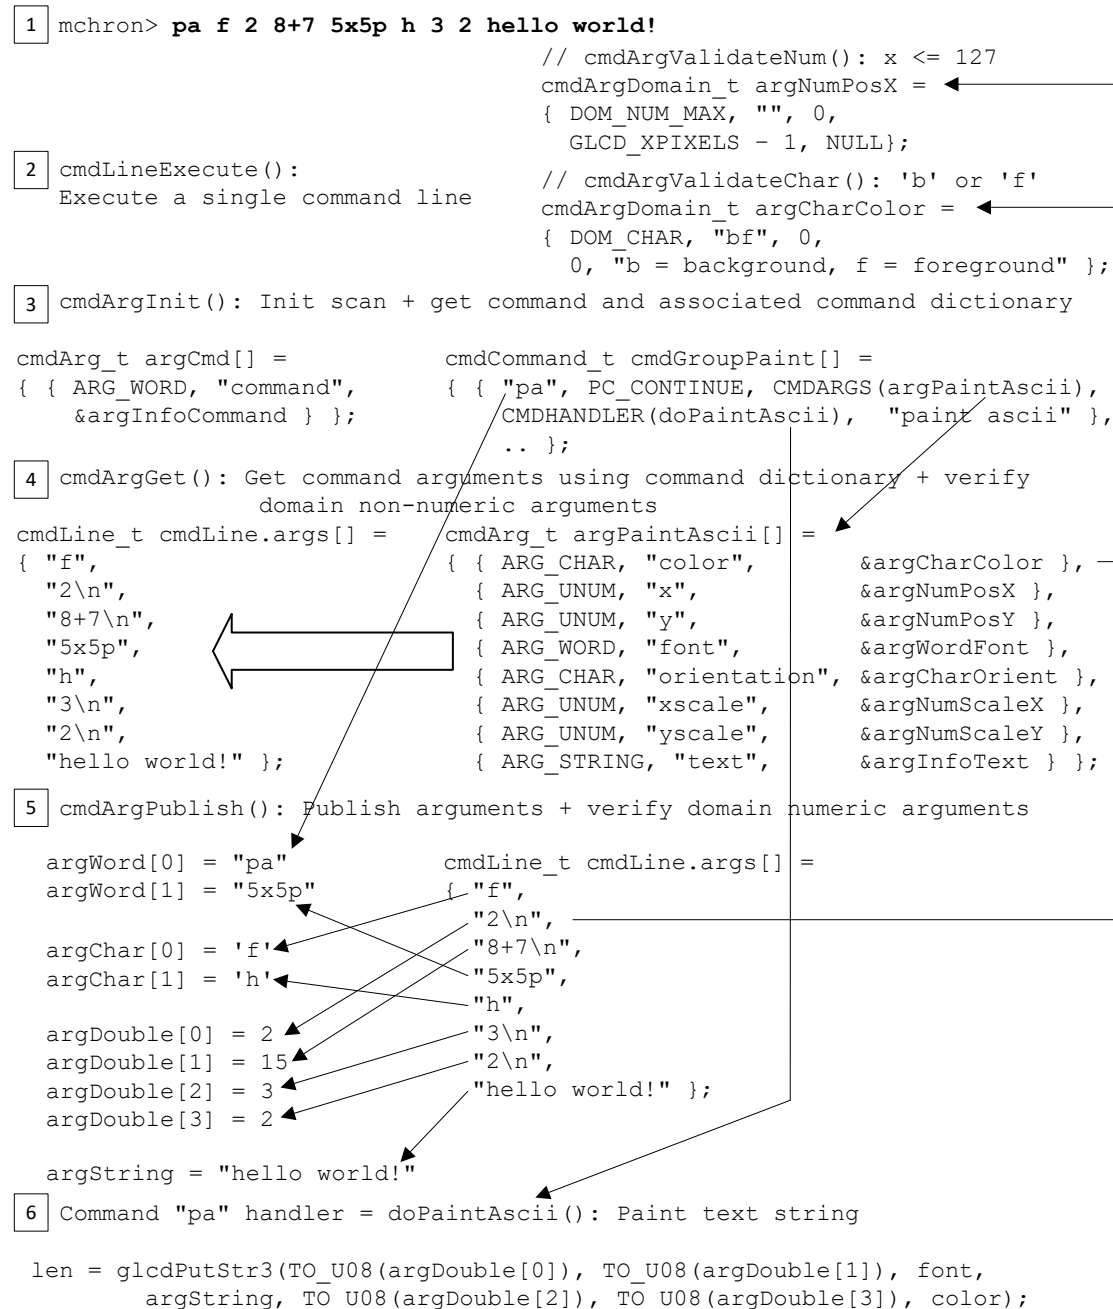 1 mchron> pa f 2 8+7 5x5p h 3 2 hello world!
// cmdArgValidateNum(): x <= 127
cmdArgDomain_t argNumPosX =
{ DOM_NUM_MAX, "", 0,
GLCD_XPIXELS – 1, NULL};
2 cmdLineExecute():
Execute a single command line
// cmdArgValidateChar(): 'b' or 'f'
cmdArgDomain_t argCharColor =
{ DOM_CHAR, "bf", 0,
0, "b = background, f = foreground" };
3 cmdArgInit(): Init scan + get command and associated command dictionary
cmdArg_t argCmd[] =
{ { ARG_WORD, "command",
&argInfoCommand } };
cmdCommand_t cmdGroupPaint[] =
{ { "pa", PC_CONTINUE, CMDARGS(argPaintAscii),
CMDHANDLER(doPaintAscii), "paint ascii" },
.. };
4 cmdArgGet(): Get command arguments using command dictionary + verify
domain non-numeric arguments
cmdLine_t cmdLine.args[] =
{ "f",
"2\n",
"8+7\n",
"5x5p",
"h",
"3\n",
"2\n",
"hello world!" };
cmdArg_t argPaintAscii[] =
{ { ARG_CHAR, "color", &argCharColor },
{ ARG_UNUM, "x", &argNumPosX },
{ ARG_UNUM, "y", &argNumPosY },
{ ARG_WORD, "font", &argWordFont },
{ ARG_CHAR, "orientation", &argCharOrient },
{ ARG_UNUM, "xscale", &argNumScaleX },
{ ARG_UNUM, "yscale", &argNumScaleY },
{ ARG_STRING, "text", &argInfoText } };
5 cmdArgPublish(): Publish arguments + verify domain numeric arguments
argWord[0] = "pa"
argWord[1] = "5x5p"
argChar[0] = 'f'
argChar[1] = 'h'
argDouble[0] = 2
argDouble[1] = 15
argDouble[2] = 3
argDouble[3] = 2
argString = "hello world!"
cmdLine_t cmdLine.args[] =
{ "f",
"2\n",
"8+7\n",
"5x5p",
"h",
"3\n",
"2\n",
"hello world!" };
6 Command "pa" handler = doPaintAscii(): Paint text string
len = glcdPutStr3(TO_U08(argDouble[0]), TO_U08(argDouble[1]), font,
argString, TO_U08(argDouble[2]), TO_U08(argDouble[3]), color);